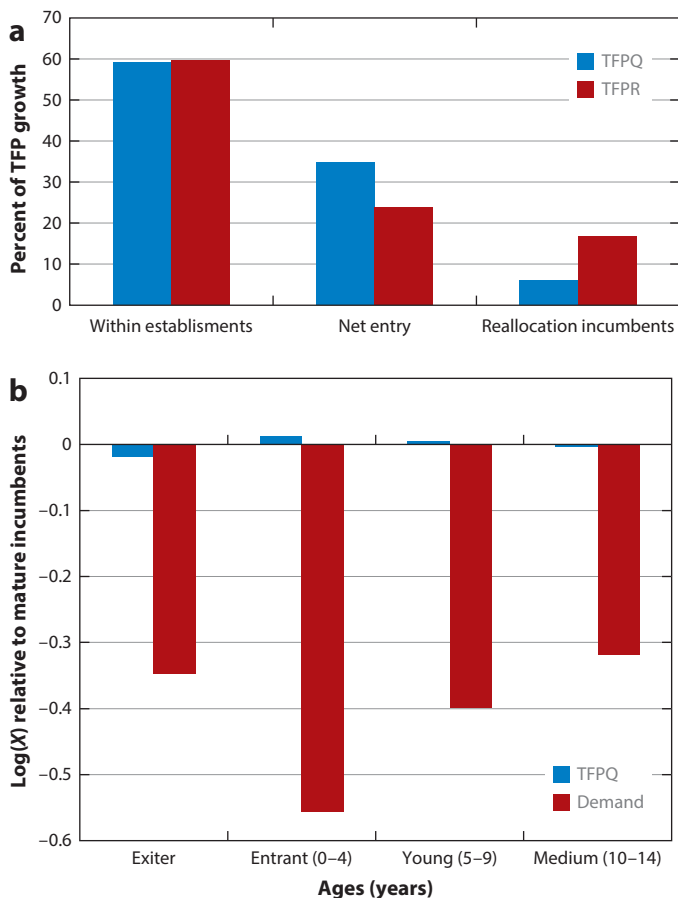 a
Percent of TFP growth
70
60
50
40
30
20
10
0
TFPQ
TFPR
Within establisments
Net entry
Reallocation incumbents
b
Log(X) relative to mature incumbents
0.1
0
–0.1
–0.2
–0.3
–0.4
–0.5
–0.6
TFPQ
Demand
Exiter
Entrant (0–4)
Young (5–9)
Medium (10–14)
Ages (years)